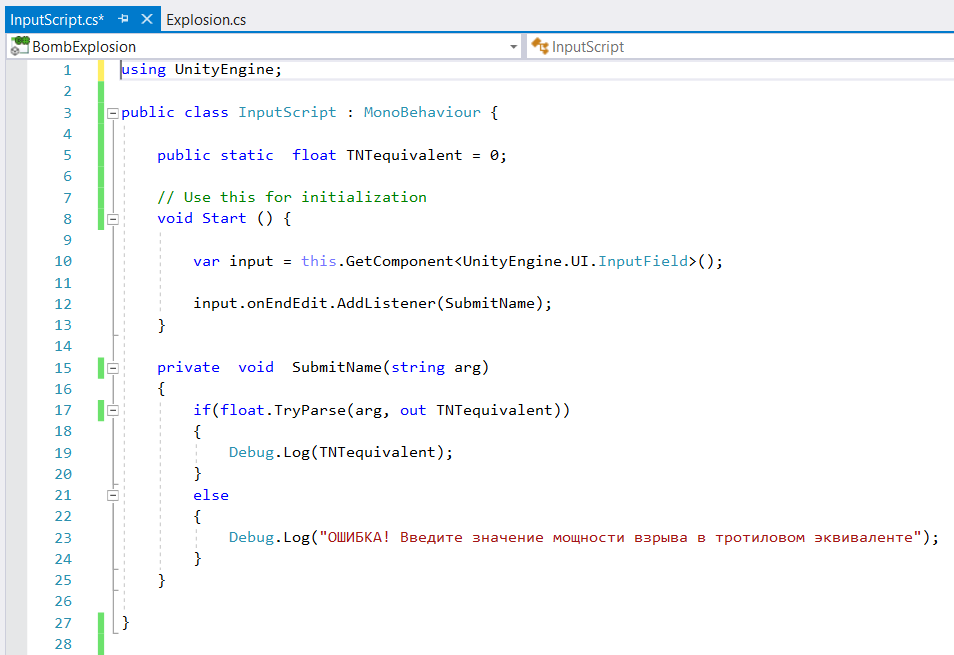 InputScript.cs* Explosion.cs
BombExplosion InputScript
1 using UnityEngine;
2
3 public class InputScript : MonoBehaviour {
4
5 public static  float TNTequivalent = 0;
6
7 // Use this for initialization
8 void Start () {
9
10 var input = this.GetComponent<UnityEngine.UI.InputField>();
11
12 input.onEndEdit.AddListener(SubmitName);
13 }
14
15 private  void  SubmitName(string arg)
16 {
17 if(float.TryParse(arg, out TNTequivalent))
18 {
19 Debug.Log(TNTequivalent);
20 }
21 else
22 {
23 Debug.Log("ОШИБКА! Введите значение мощности взрыва в тротиловом эквиваленте");
24 }
25 }
26
27 }
28